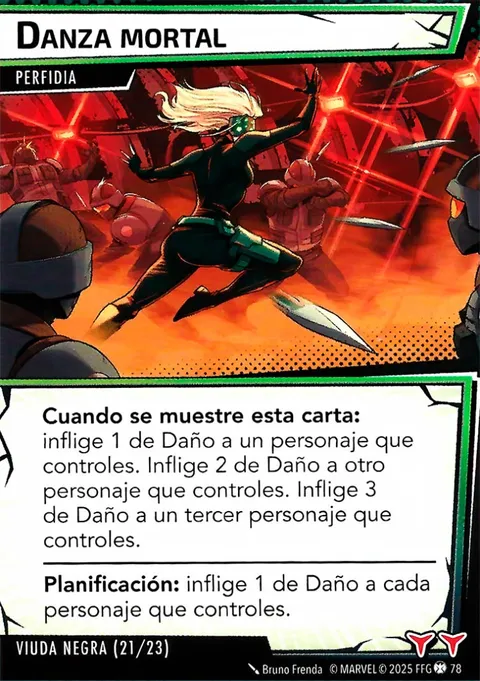 DANZA MORTAL
PERFIDIA
Cuando se muestre esta carta:
inflige 1 de Daño a un personaje que
controles. Inflige 2 de Daño a otro
personaje que controles. Inflige 3
de Daño a un tercer personaje que
controles.
Planificación: inflige 1 de Daño a cada
personaje que controles.
VIUDA NEGRA (21/23)
Bruno Frenda © MARVEL © 2025 FFG 78